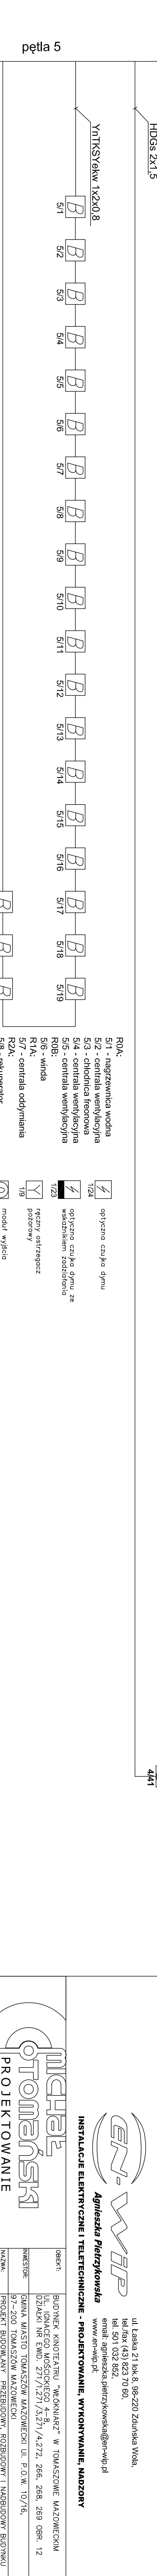 pętla 5
HDGs 2x1,5
YnTKSYekw 1x2x0,8
B
5/1
B
5/2
B
5/3
B
5/4
B
5/5
B
5/6
B
5/7
B
5/8
B
5/9
B
5/10
B
5/11
B
5/12
B
5/13
B
5/14
B
5/15
B
5/16
B
5/17
B
5/18
B
5/19
R0A:
5/1 - nagrzewnica wodna
5/2 - centrala wentylacyjna
5/3 - chłodnica freonowa
5/4 - centrala wentylacyjna
5/5 - centrala wentylacyjna
R0B:
5/6 - winda
R1A:
5/7 - centrala oddymiania
R2A:
5/8 - rekuperator
1/24
optyczna czujka dymu
1/23
optyczna czujka dymu ze
wskaźnikiem zadziałania
1/9
ręczny ostrzegacz
pożarowy
moduł wyjścia
4/41
EN-WIP
ul. Łaska 21 lok.8, 98-220 Zduńska Wola,
tel./fax (43) 823 70 60,
tel. 501 032 852,
email: agnieszka.pietrzykowska@en-wip.pl
www.en-wip.pl;
Agnieszka Pietrzykowska
INSTALACJE ELEKTRYCZNE I TELETECHNICZNE - PROJEKTOWANIE, WYKONYWANIE, NADZORY
MICHAŁ
OTOMAŃSKI
PROJEKTOWANIE
OBIEKT:
BUDYNEK KINOTEATRU "WŁÓKNIARZ" W TOMASZOWIE MAZOWIECKIM
UL. IGNACEGO MOŚCICKIEGO 4-6,
DZIAŁKI NR EWID. 271/1,271/3,271/4,272, 266, 268, 269 OBR. 12
INWESTOR:
GMINA MIASTO TOMASZÓW MAZOWIECKI UL. P.O.W. 10/16,
97-200 TOMASZÓW MAZOWIECKI
NAZWA:
PROJEKT BUDOWLANY PRZEBUDOWY, ROZBUDOWY I NADBUDOWY BUDYNKU